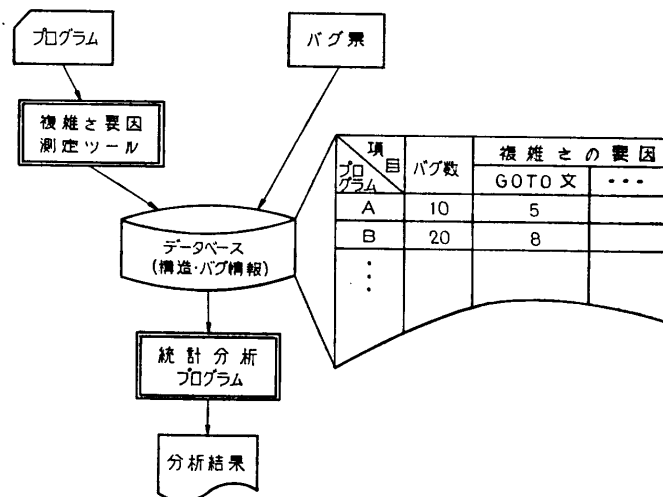 プログラム
バグ票
複雑さ要因
測定ツール
データベース
(構造・バグ情報)
統計分析
プログラム
分析結果
項目
プログラム
バグ数
複雑さの要因
GOTO文
・・・
A
10
5
B
20
8
・
・
・